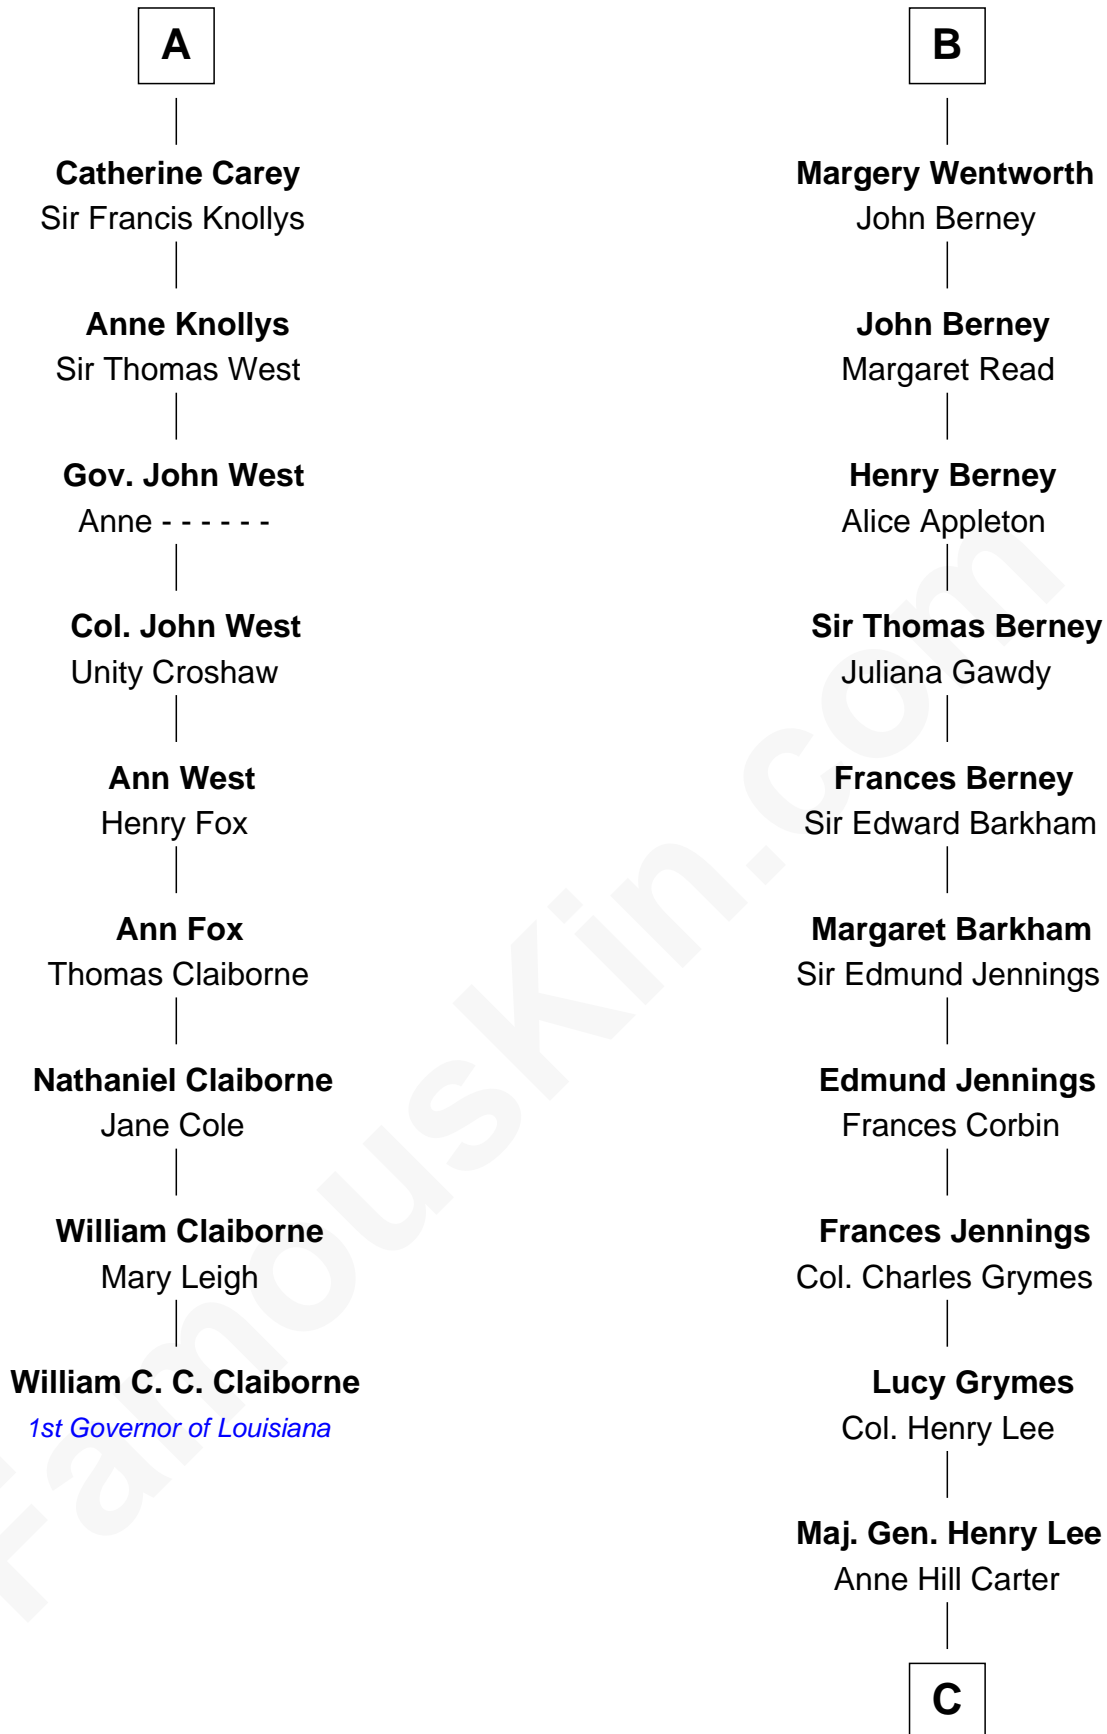 A
Catherine Carey
Sir Francis Knollys
Anne Knollys
Sir Thomas West
Gov. John West
Anne - - - - - -
Col. John West
Unity Croshaw
Ann West
Henry Fox
Ann Fox
Thomas Claiborne
Nathaniel Claiborne
Jane Cole
William Claiborne
Mary Leigh
William C. C. Claiborne
1st Governor of Louisiana
B
Margery Wentworth
John Berney
John Berney
Margaret Read
Henry Berney
Alice Appleton
Sir Thomas Berney
Juliana Gawdy
Frances Berney
Sir Edward Barkham
Margaret Barkham
Sir Edmund Jennings
Edmund Jennings
Frances Corbin
Frances Jennings
Col. Charles Grymes
Lucy Grymes
Col. Henry Lee
Maj. Gen. Henry Lee
Anne Hill Carter
C
FamousKin.com